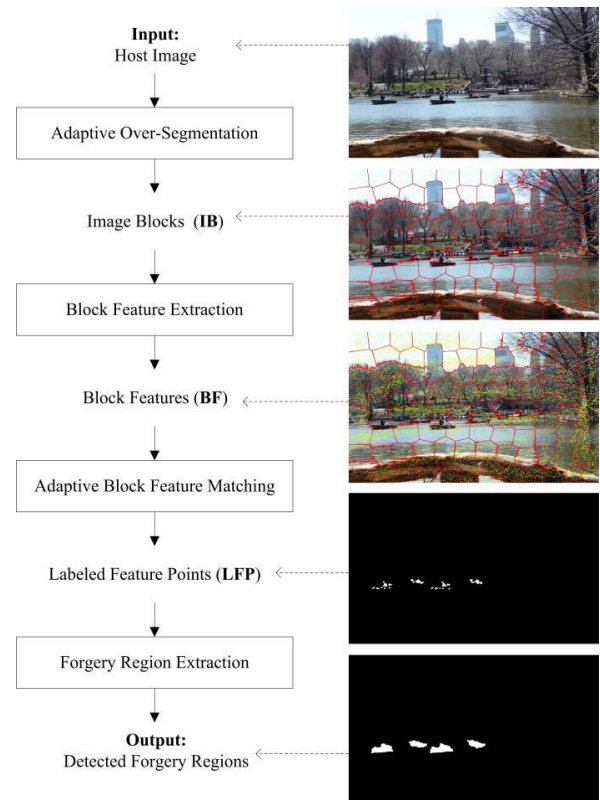 Input:
Host Image
Adaptive Over-Segmentation
Image Blocks (IB)
Block Feature Extraction
Block Features (BF)
Adaptive Block Feature Matching
Labeled Feature Points (LFP)
Forgery Region Extraction
Output:
Detected Forgery Regions